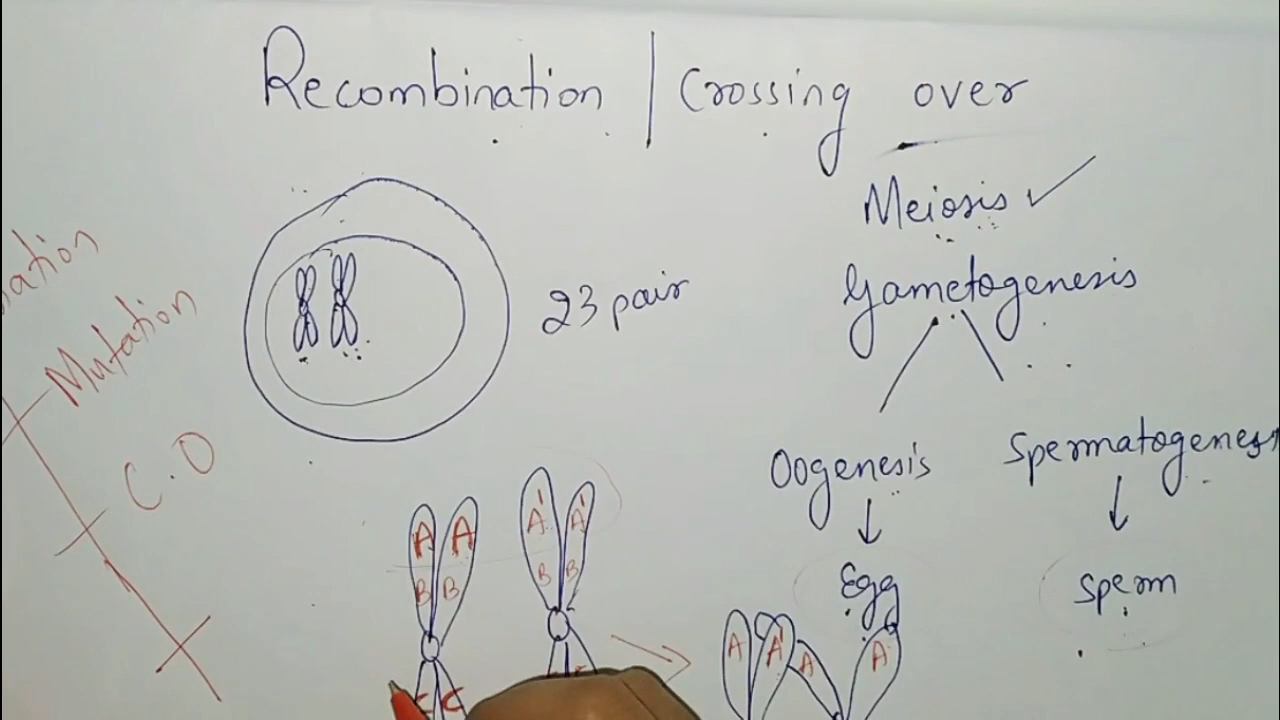 Recombination | Crossing over
Meiosis
Gametogenesis
23 pair
Mutation
C.O
Oogenesis
Spermatogenesis
Egg
Sperm
A A A' A'
B B B B
A A' A A'
C C